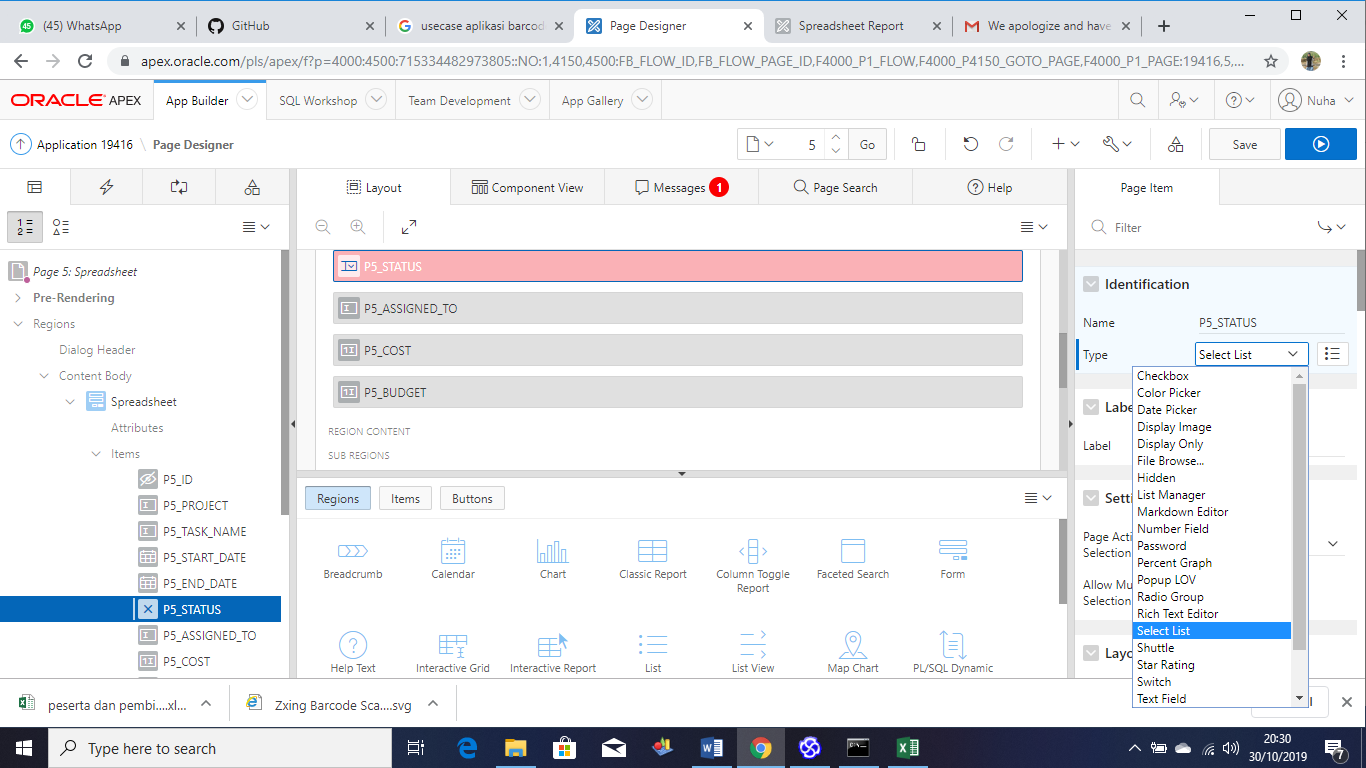 (45) WhatsApp
GitHub
usecase aplikasi barcod
Page Designer
Spreadsheet Report
We apologize and have
apex.oracle.com/pls/apex/f?p=4000:4500:715334482973805::NO:1,4150,4500:FB_FLOW_ID,FB_FLOW_PAGE_ID,F4000_P1_FLOW,F4000_P4150_GOTO_PAGE,F4000_P1_PAGE:19416,5,...
ORACLE APEX
App Builder
SQL Workshop
Team Development
App Gallery
Nuha
Application 19416 \ Page Designer
5
Go
Save
Layout
Component View
Messages 1
Page Search
Help
Page Item
Filter
Page 5: Spreadsheet
Pre-Rendering
Regions
Dialog Header
Content Body
Spreadsheet
Attributes
Items
P5_ID
P5_PROJECT
P5_TASK_NAME
P5_START_DATE
P5_END_DATE
P5_STATUS
P5_ASSIGNED_TO
P5_COST
P5_STATUS
P5_ASSIGNED_TO
P5_COST
P5_BUDGET
REGION CONTENT
SUB REGIONS
Regions
Items
Buttons
Breadcrumb
Calendar
Chart
Classic Report
Column Toggle
Report
Faceted Search
Form
Help Text
Interactive Grid
Interactive Report
List
List View
Map Chart
PL/SQL Dynamic
Identification
Name
P5_STATUS
Type
Select List
Labe
Label
Setti
Page Acti
Selection
Allow Mu
Selection
Layo
Checkbox
Color Picker
Date Picker
Display Image
Display Only
File Browse...
Hidden
List Manager
Markdown Editor
Number Field
Password
Percent Graph
Popup LOV
Radio Group
Rich Text Editor
Select List
Shuttle
Star Rating
Switch
Text Field
peserta dan pembi....xl...
Zxing Barcode Sca....svg
Type here to search
20:30
30/10/2019
7